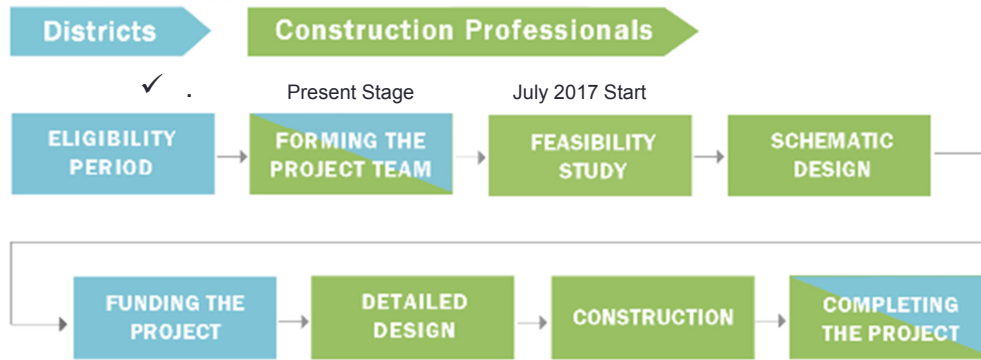 Districts
Construction Professionals
✓ .
Present Stage
July 2017 Start
ELIGIBILITY
PERIOD
FORMING THE
PROJECT TEAM
FEASIBILITY
STUDY
SCHEMATIC
DESIGN
FUNDING THE
PROJECT
DETAILED
DESIGN
CONSTRUCTION
COMPLETING
THE PROJECT